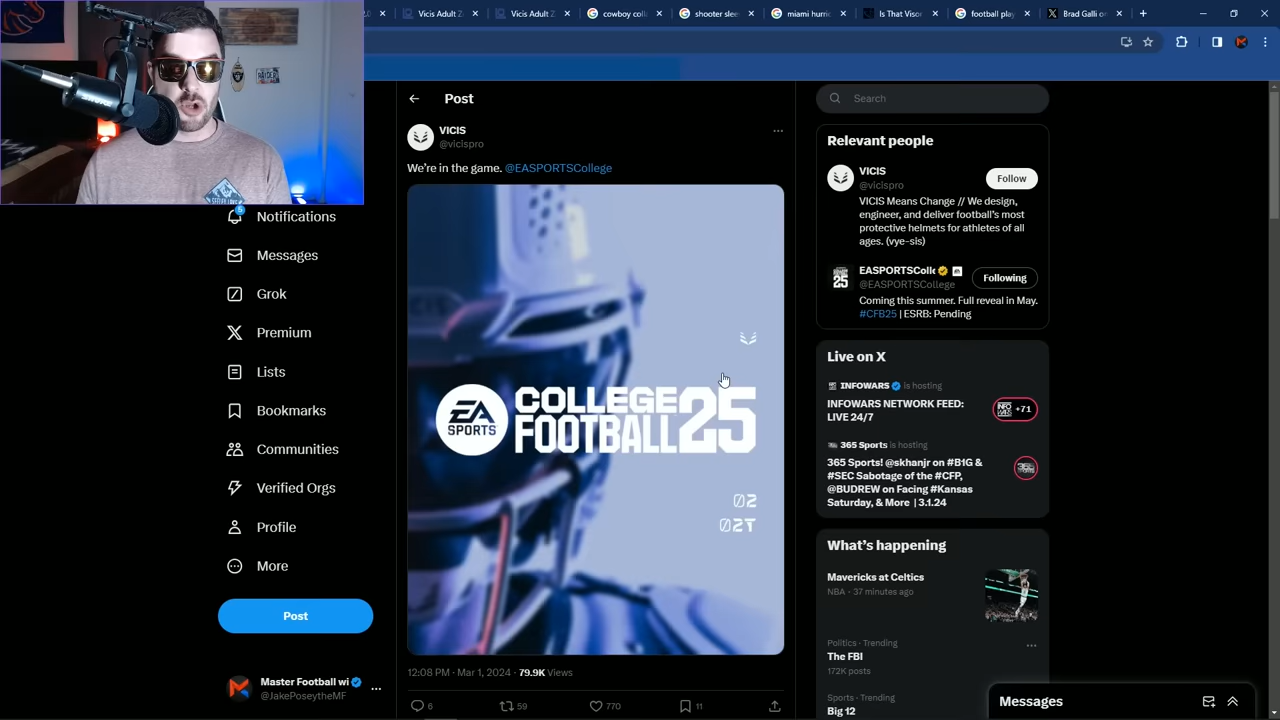 Vicis Adult Z
Vicis Adult Z
cowboy coll
shooter slee
miami hurri
Is That Visor
football play
Brad Galli on
SHURE
RAIDERS
Post
Search
VICIS
@vicispro
We're in the game. @EASPORTSCollege
EA
SPORTS
COLLEGE
FOOTBALL 25
02
02T
12:08 PM · Mar 1, 2024 · 79.9K Views
6
59
770
11
5
Notifications
Messages
Grok
Premium
Lists
Bookmarks
Communities
Verified Orgs
Profile
More
Post
Master Football wi
@JakePoseytheMF
Relevant people
VICIS
@vicispro
Follow
VICIS Means Change // We design,
engineer, and deliver football's most
protective helmets for athletes of all
ages. (vye-sis)
EASPORTSColle
@EASPORTSCollege
Following
Coming this summer. Full reveal in May.
#CFB25 | ESRB: Pending
Live on X
INFOWARS is hosting
INFOWARS NETWORK FEED:
LIVE 24/7
+71
365 Sports is hosting
365 Sports! @skhanjr on #B1G &
#SEC Sabotage of the #CFP,
@BUDREW on Facing #Kansas
Saturday, & More | 3.1.24
What's happening
Mavericks at Celtics
NBA · 37 minutes ago
Politics · Trending
The FBI
172K posts
Sports · Trending
Big 12
Messages